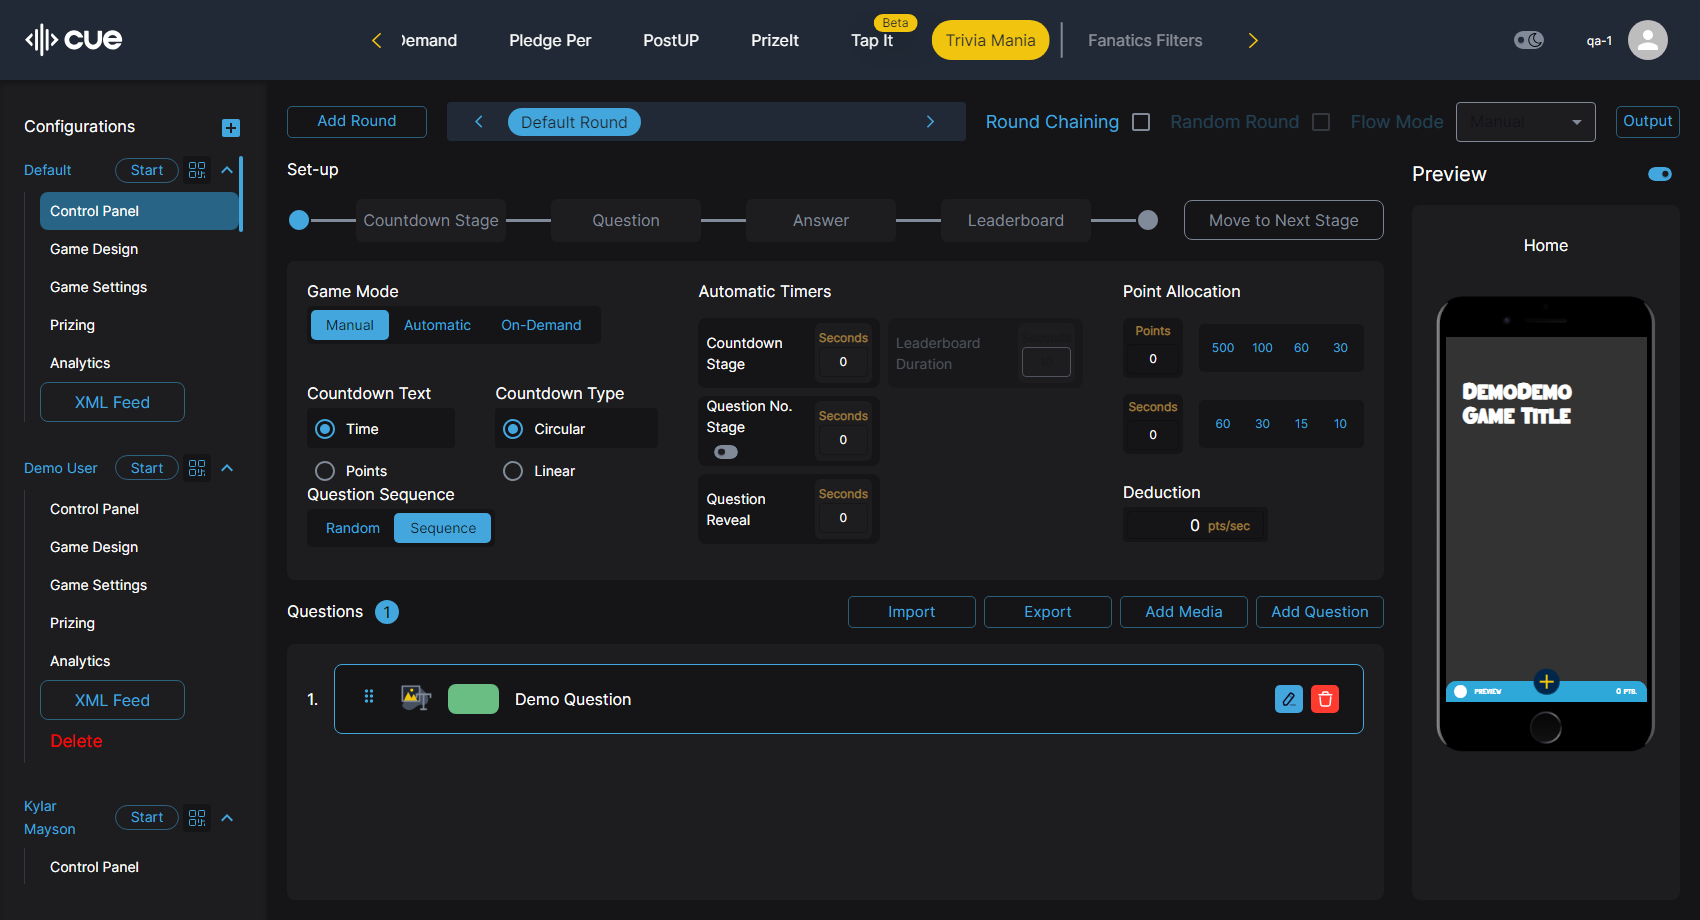 cue
Demand
Pledge Per
PostUP
PrizeIt
Tap It
Beta
Trivia Mania
Fanatics Filters
qa-1
Configurations
Default
Start
Control Panel
Game Design
Game Settings
Prizing
Analytics
XML Feed
Demo User
Start
Control Panel
Game Design
Game Settings
Prizing
Analytics
XML Feed
Delete
Kylar
Mayson
Start
Control Panel
Add Round
Default Round
Round Chaining
Random Round
Flow Mode
Manual
Output
Set-up
Countdown Stage
Question
Answer
Leaderboard
Move to Next Stage
Game Mode
Manual
Automatic
On-Demand
Countdown Text
Time
Points
Countdown Type
Circular
Linear
Question Sequence
Random
Sequence
Automatic Timers
Countdown
Stage
Seconds
0
Leaderboard
Duration
Question No.
Stage
Seconds
0
Question
Reveal
Seconds
0
Point Allocation
Points
0
500
100
60
30
Seconds
0
60
30
15
10
Deduction
0 pts/sec
Questions 1
Import
Export
Add Media
Add Question
1.
Demo Question
Preview
Home
DemoDemo
Game Title
PREVIEW
0 PTS.